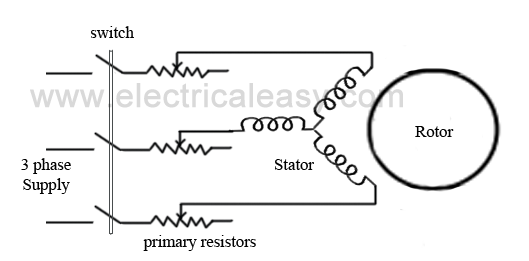 switch
www.electricaleasy.com
3 phase
Supply
Stator
Rotor
primary resistors